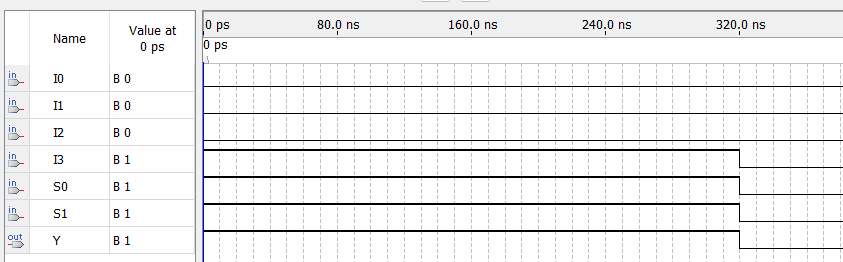 Name Value at 0 ps
0 ps 80.0 ns 160.0 ns 240.0 ns 320.0 ns
0 ps
in I0 B 0
in I1 B 0
in I2 B 0
in I3 B 1
in S0 B 1
in S1 B 1
out Y B 1